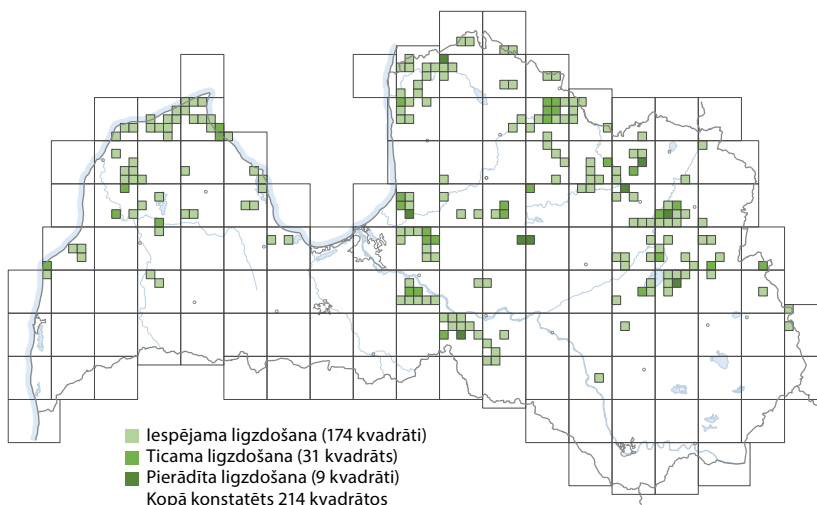 Iespējama ligzdošana (174 kvadrāti)
Ticama ligzdošana (31 kvadrāts)
Pierādīta ligzdošana (9 kvadrāti)
Kopā konstatēts 214 kvadrātos